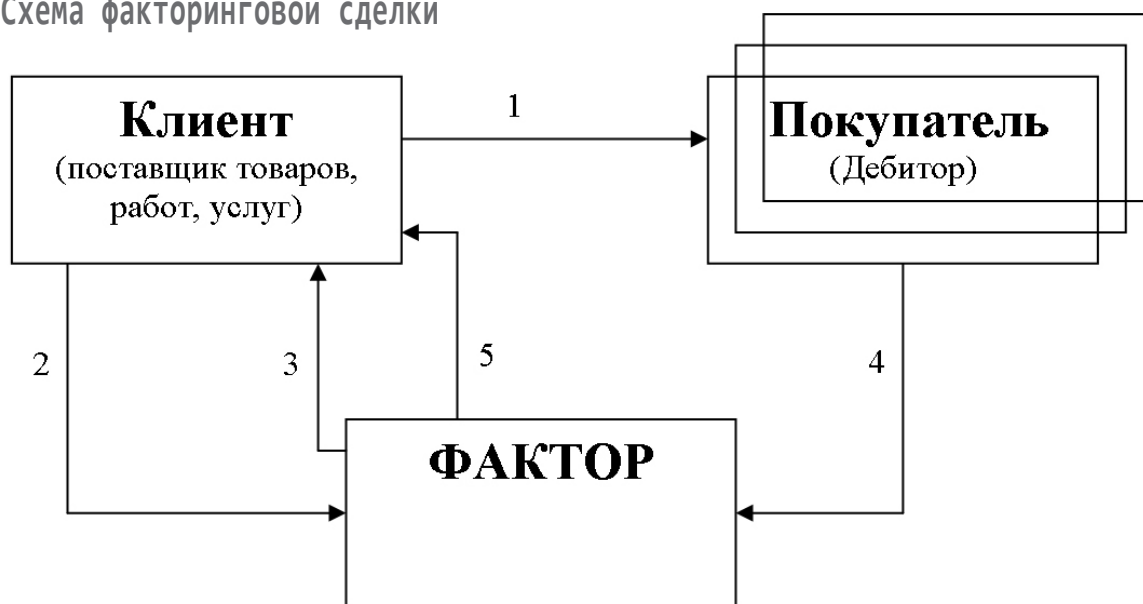 Схема факторинговой сделки
1
Клиент
(поставщик товаров,
работ, услуг)
Покупатель
(Дебитор)
2
3
5
4
ФАКТОР